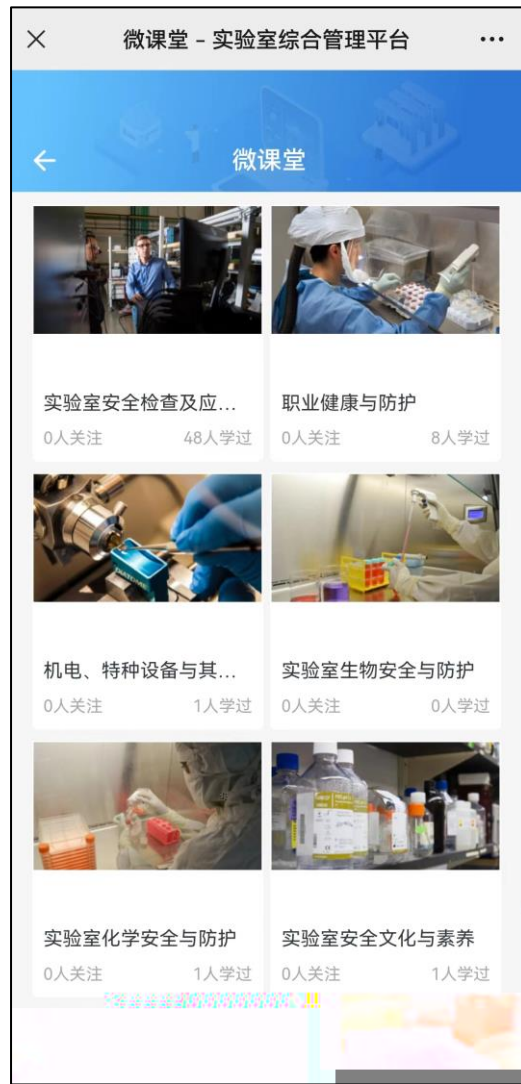 微课堂 - 实验室综合管理平台
微课堂
实验室安全检查及应...
0人关注 48人学过
职业健康与防护
0人关注 8人学过
机电、特种设备与其...
0人关注 1人学过
实验室生物安全与防护
0人关注 0人学过
实验室化学安全与防护
0人关注 1人学过
实验室安全文化与素养
0人关注 1人学过